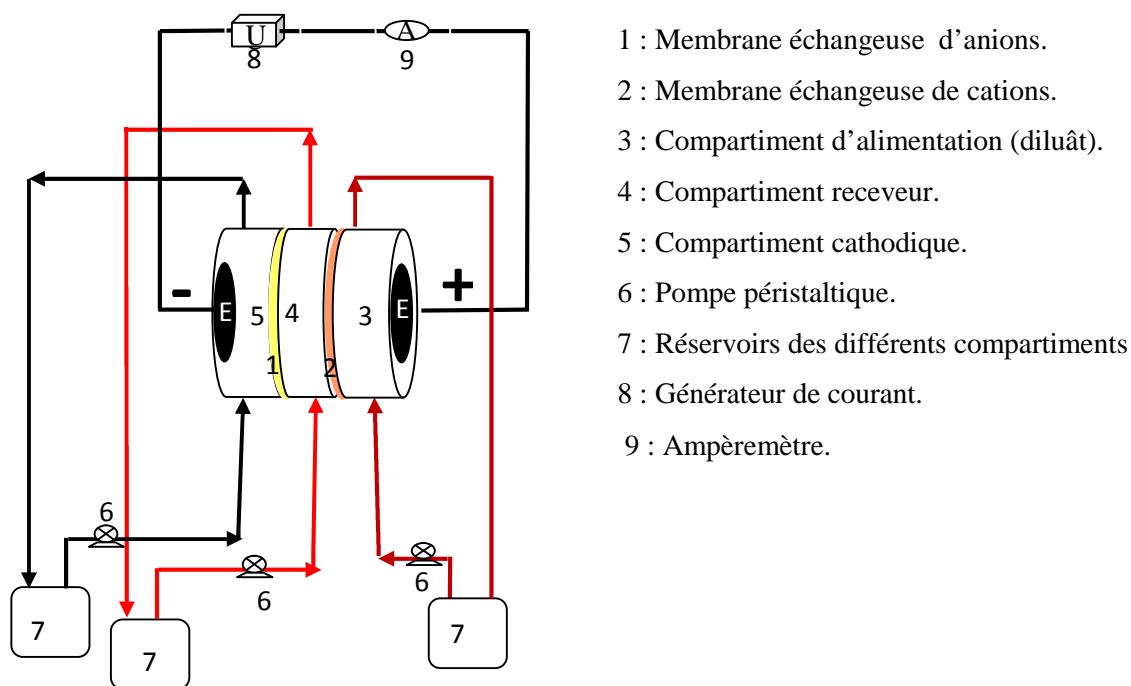 U
A
8
9
1 : Membrane échangeuse d’anions.
2 : Membrane échangeuse de cations.
3 : Compartiment d’alimentation (diluât).
4 : Compartiment receveur.
5 : Compartiment cathodique.
6 : Pompe péristaltique.
7 : Réservoirs des différents compartiments
8 : Générateur de courant.
9 : Ampèremètre.
- +
E 5 4 3 E
1 2
6
6
6
7
7
7